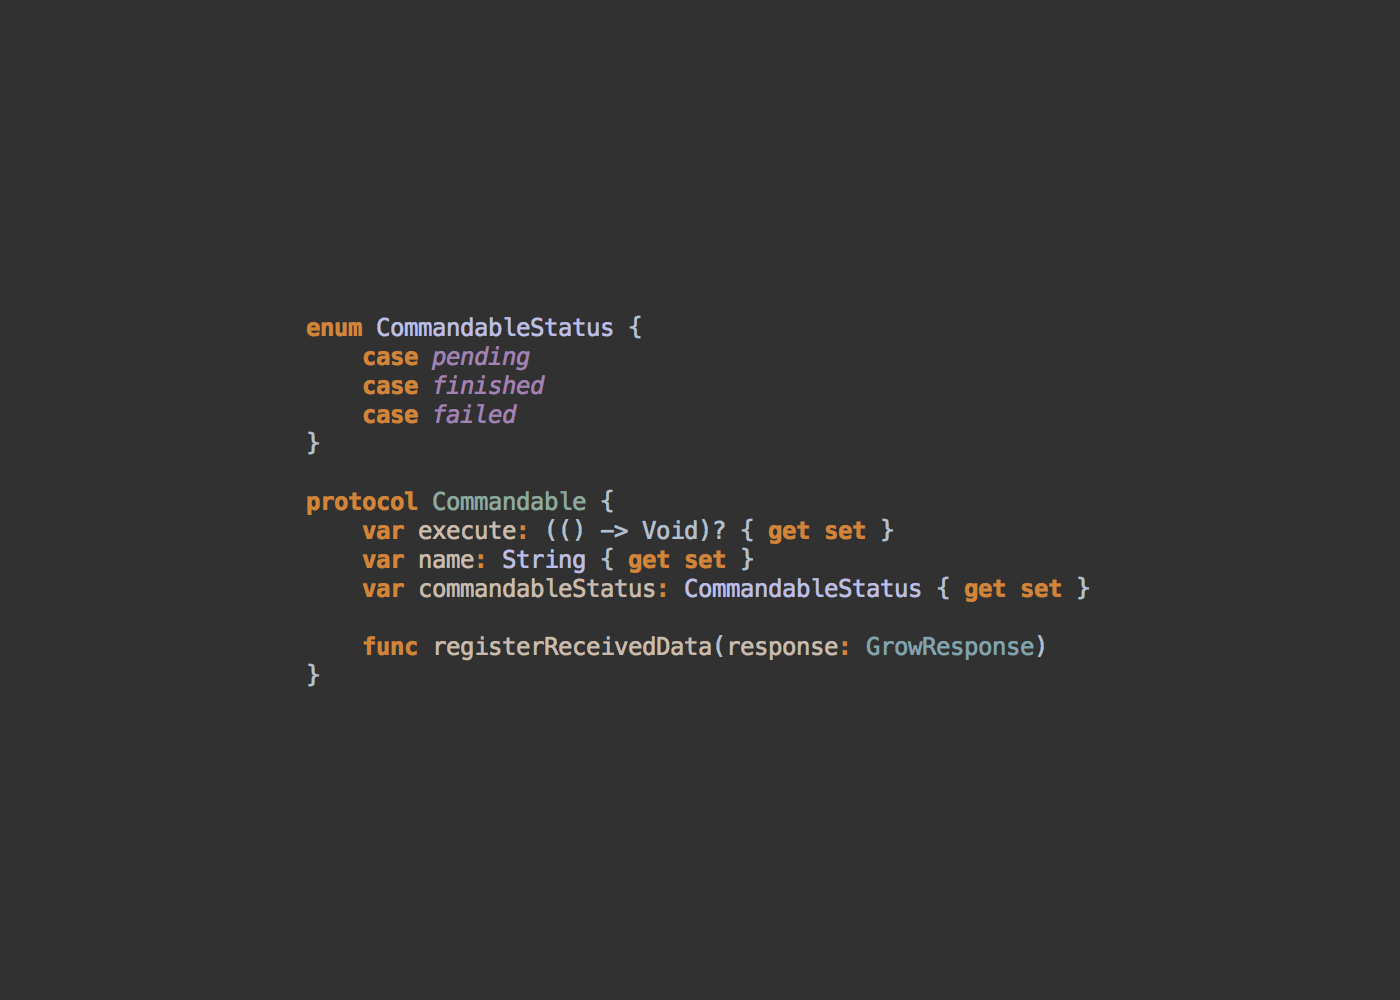 enum CommandableStatus {
    case pending
    case finished
    case failed
}

protocol Commandable {
    var execute: (() -> Void)? { get set }
    var name: String { get set }
    var commandableStatus: CommandableStatus { get set }

    func registerReceivedData(response: GrowResponse)
}